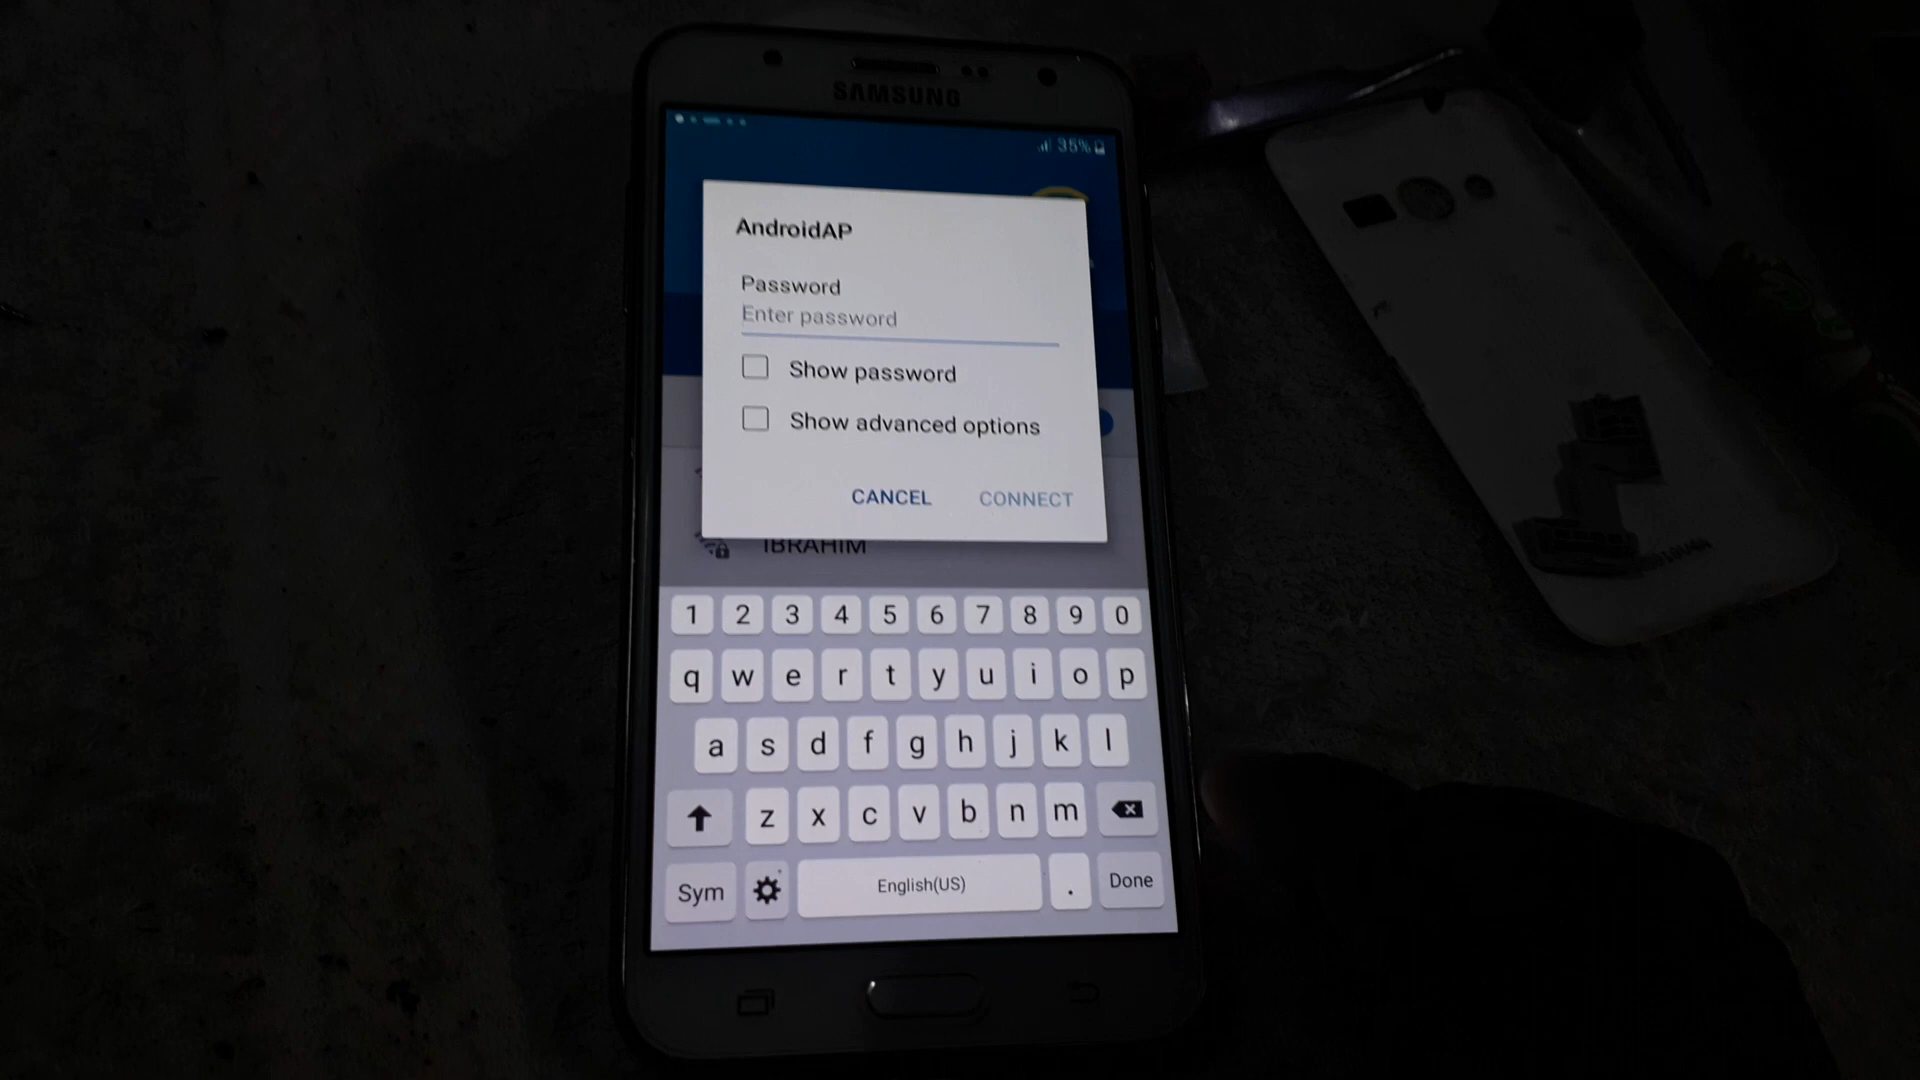 SAMSUNG
35%
AndroidAP
Password
Enter password
Show password
Show advanced options
CANCEL CONNECT
IBRAHIM
1 2 3 4 5 6 7 8 9 0
q w e r t y u i o p
a s d f g h j k l
z x c v b n m
Sym English(US) . Done